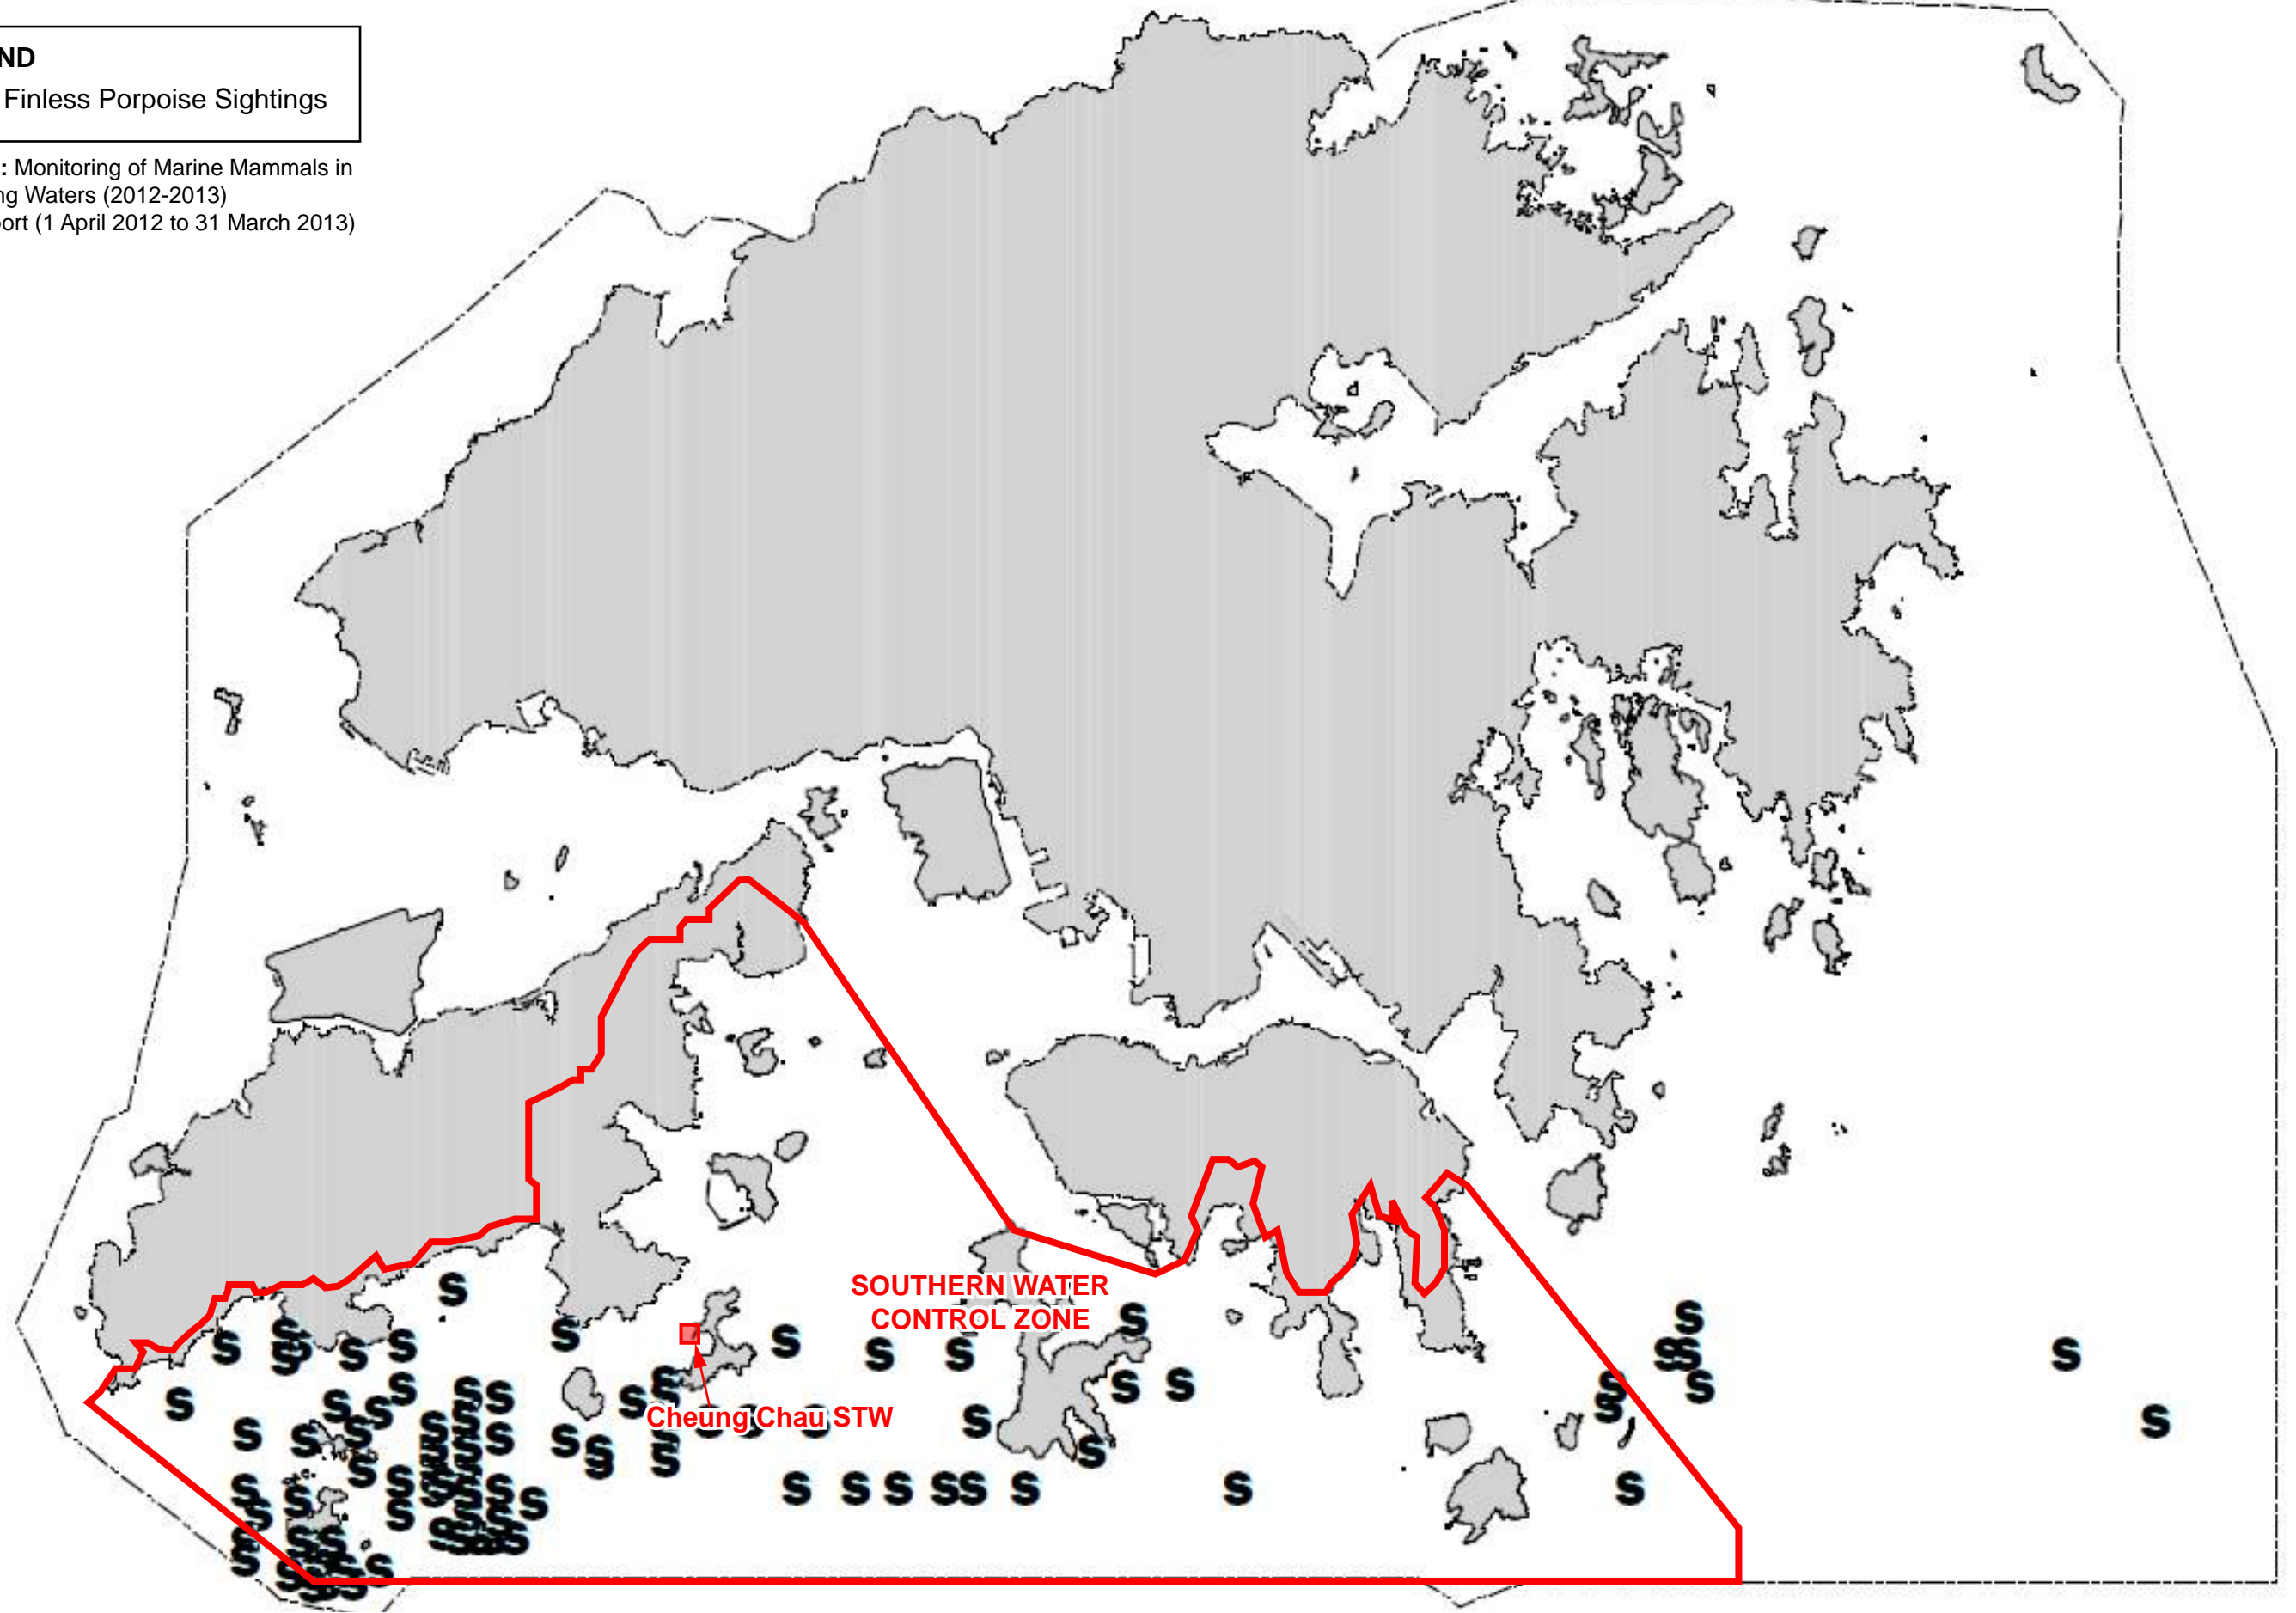 ND
Finless Porpoise Sightings
: Monitoring of Marine Mammals in
ng Waters (2012-2013)
ort (1 April 2012 to 31 March 2013)
SOUTHERN WATER
CONTROL ZONE
Cheung Chau STW